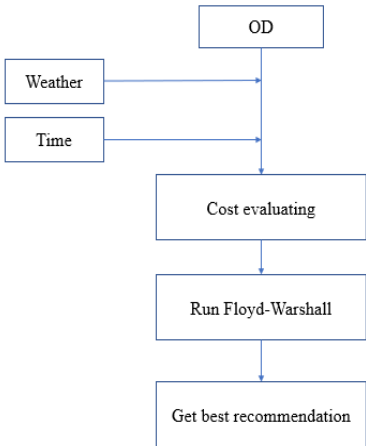 OD
Weather
Time
Cost evaluating
Run Floyd-Warshall
Get best recommendation